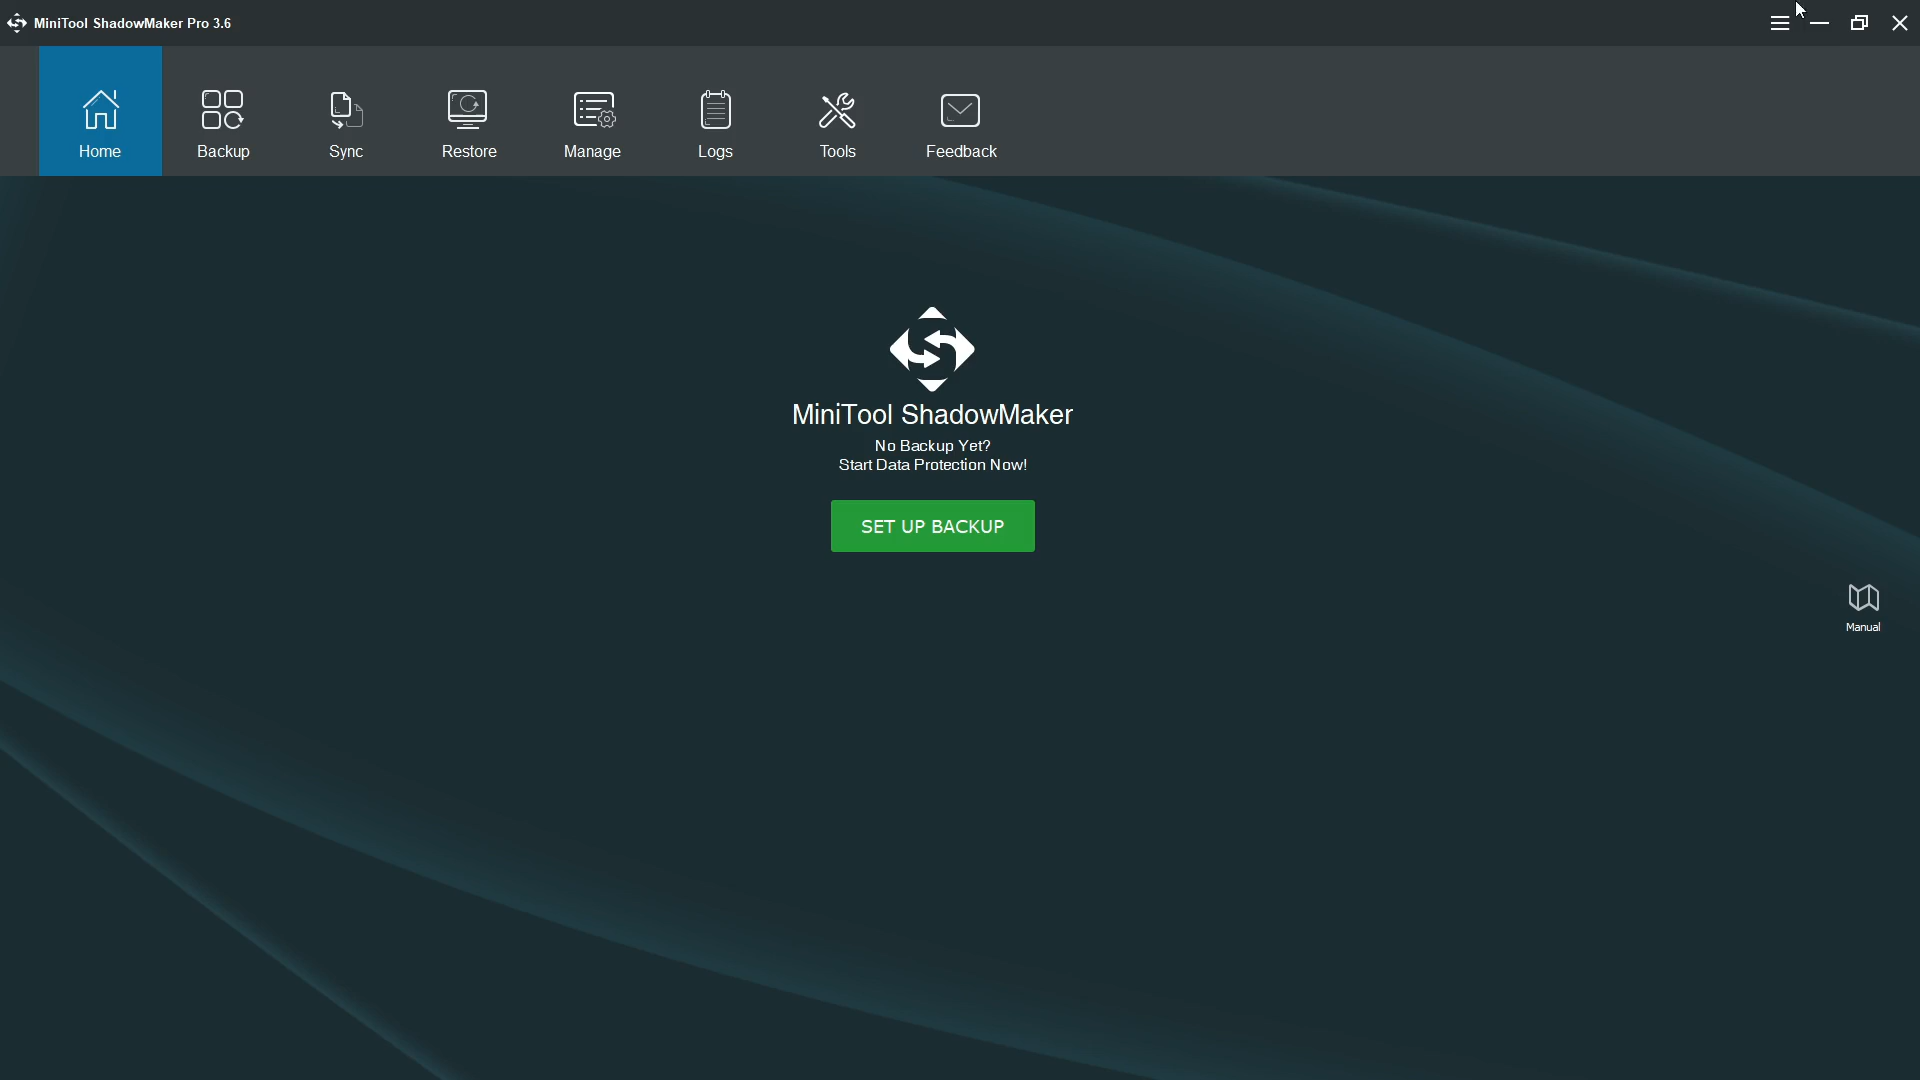 MiniTool ShadowMaker Pro 3.6
Home
Backup
Sync
Restore
Manage
Logs
Tools
Feedback
MiniTool ShadowMaker
No Backup Yet?
Start Data Protection Now!
SET UP BACKUP
Manual